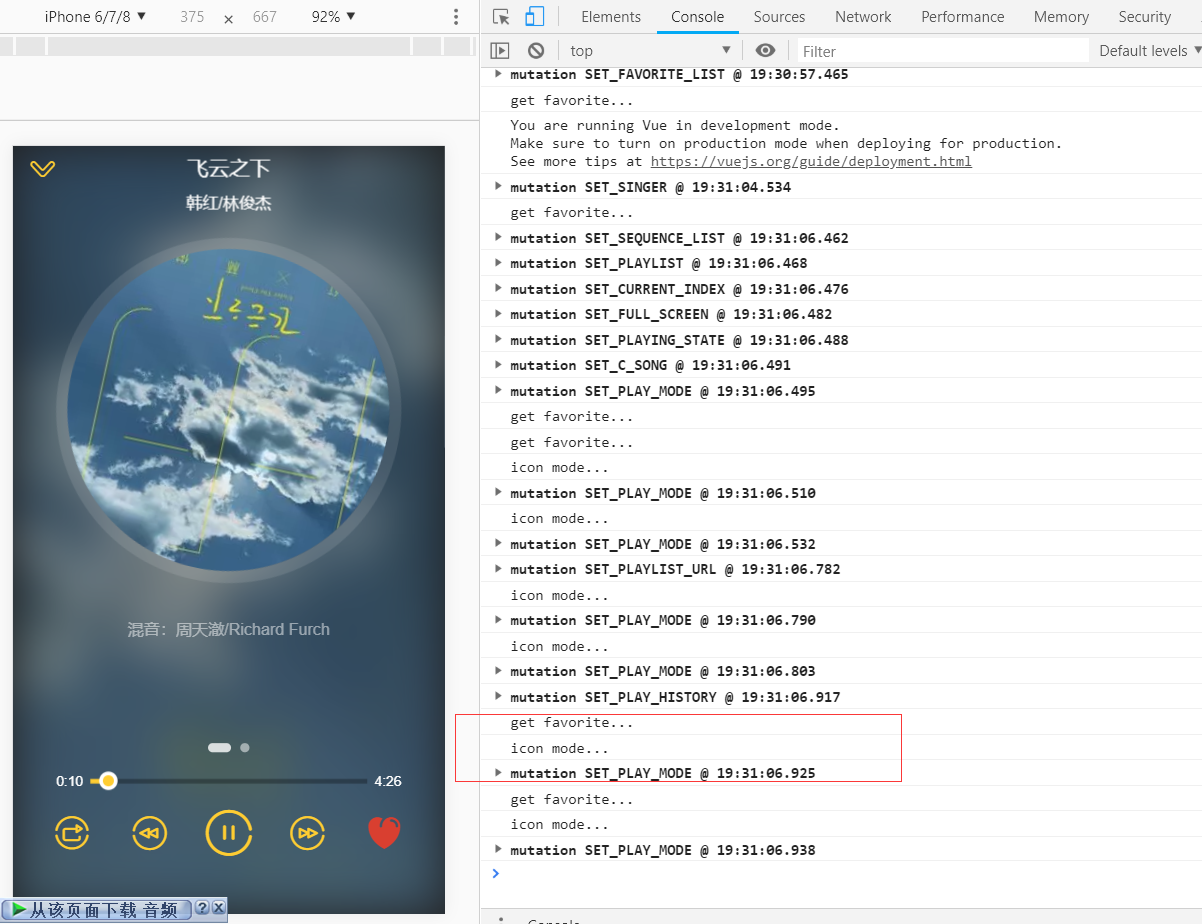 iPhone 6/7/8 ▼ 375 × 667 92% ▼
Elements Console Sources Network Performance Memory Security
top ▼ Filter Default levels ▼
飞云之下
韩红/林俊杰
混音：周天澈/Richard Furch
0:10 4:26
从该页面下载 音频 ? X
mutation SET_FAVORITE_LIST @ 19:30:57.465
get favorite...
You are running Vue in development mode.
Make sure to turn on production mode when deploying for production.
See more tips at https://vuejs.org/guide/deployment.html
mutation SET_SINGER @ 19:31:04.534
get favorite...
mutation SET_SEQUENCE_LIST @ 19:31:06.462
mutation SET_PLAYLIST @ 19:31:06.468
mutation SET_CURRENT_INDEX @ 19:31:06.476
mutation SET_FULL_SCREEN @ 19:31:06.482
mutation SET_PLAYING_STATE @ 19:31:06.488
mutation SET_C_SONG @ 19:31:06.491
mutation SET_PLAY_MODE @ 19:31:06.495
get favorite...
get favorite...
icon mode...
mutation SET_PLAY_MODE @ 19:31:06.510
icon mode...
mutation SET_PLAY_MODE @ 19:31:06.532
mutation SET_PLAYLIST_URL @ 19:31:06.782
icon mode...
mutation SET_PLAY_MODE @ 19:31:06.790
icon mode...
mutation SET_PLAY_MODE @ 19:31:06.803
mutation SET_PLAY_HISTORY @ 19:31:06.917
get favorite...
icon mode...
mutation SET_PLAY_MODE @ 19:31:06.925
get favorite...
icon mode...
mutation SET_PLAY_MODE @ 19:31:06.938
Console